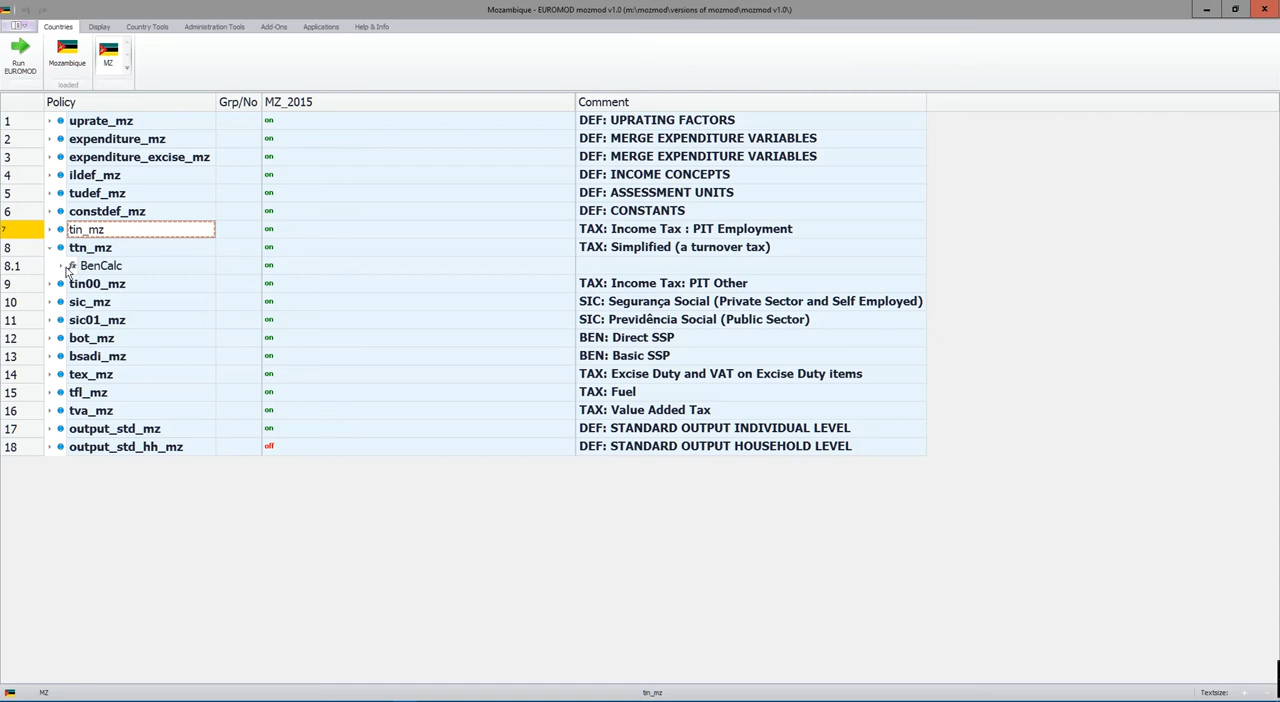 Mozambique - EUROMOD mozmod v1.0 (m:\mozmod\versions of mozmod\mozmod v1.0\)
Countries Display Country Tools Administration Tools Add-Ons Applications Help & Info
Run EUROMOD
Mozambique
MZ
loaded
Policy Grp/No MZ_2015 Comment
1 uprate_mz on DEF: UPRATING FACTORS
2 expenditure_mz on DEF: MERGE EXPENDITURE VARIABLES
3 expenditure_excise_mz on DEF: MERGE EXPENDITURE VARIABLES
4 ildef_mz on DEF: INCOME CONCEPTS
5 tudef_mz on DEF: ASSESSMENT UNITS
6 constdef_mz on DEF: CONSTANTS
7 tin_mz on TAX: Income Tax : PIT Employment
8 ttn_mz on TAX: Simplified (a turnover tax)
8.1 fx BenCalc on
9 tin00_mz on TAX: Income Tax: PIT Other
10 sic_mz on SIC: Segurança Social (Private Sector and Self Employed)
11 sic01_mz on SIC: Previdência Social (Public Sector)
12 bot_mz on BEN: Direct SSP
13 bsadi_mz on BEN: Basic SSP
14 tex_mz on TAX: Excise Duty and VAT on Excise Duty items
15 tfl_mz on TAX: Fuel
16 tva_mz on TAX: Value Added Tax
17 output_std_mz on DEF: STANDARD OUTPUT INDIVIDUAL LEVEL
18 output_std_hh_mz off DEF: STANDARD OUTPUT HOUSEHOLD LEVEL
MZ tin_mz Textsize: